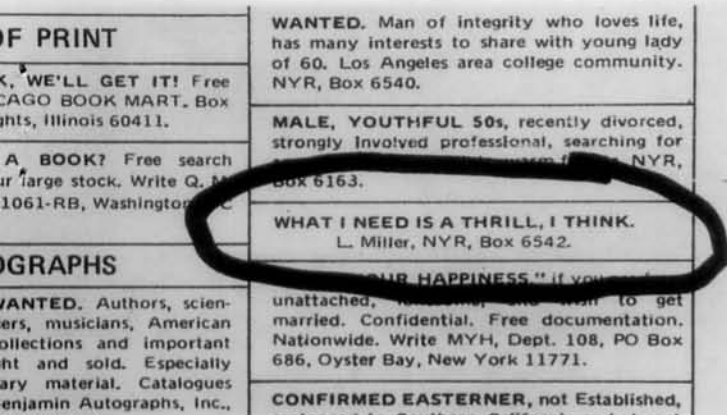 OF PRINT
K, WE'LL GET IT! Free
CAGO BOOK MART. Box
ghts, Illinois 60411.
A BOOK? Free search
ur large stock. Write Q. M
1061-RB, Washington C
OGRAPHS
WANTED. Authors, scien-
ers, musicians, American
ollections and important
ht and sold. Especially
ary material. Catalogues
enjamin Autographs, Inc.,
WANTED. Man of integrity who loves life,
has many interests to share with young lady
of 60. Los Angeles area college community.
NYR, Box 6540.
MALE, YOUTHFUL 50s, recently divorced,
strongly involved professional, searching for
NYR,
Box 6163.
WHAT I NEED IS A THRILL, I THINK.
L. Miller, NYR, Box 6542.
OUR HAPPINESS," if you
unattached, to get
married. Confidential. Free documentation.
Nationwide. Write MYH, Dept. 108, PO Box
686, Oyster Bay, New York 11771.
CONFIRMED EASTERNER, not Established,